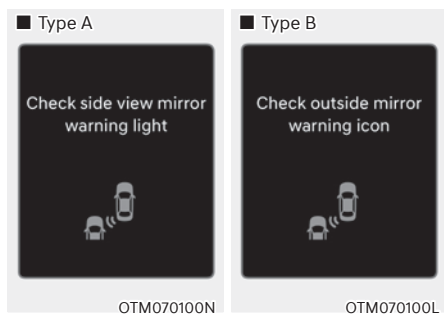 ■ Type A
Check side view mirror
warning light
OTM070100N
■ Type B
Check outside mirror
warning icon
OTM070100L